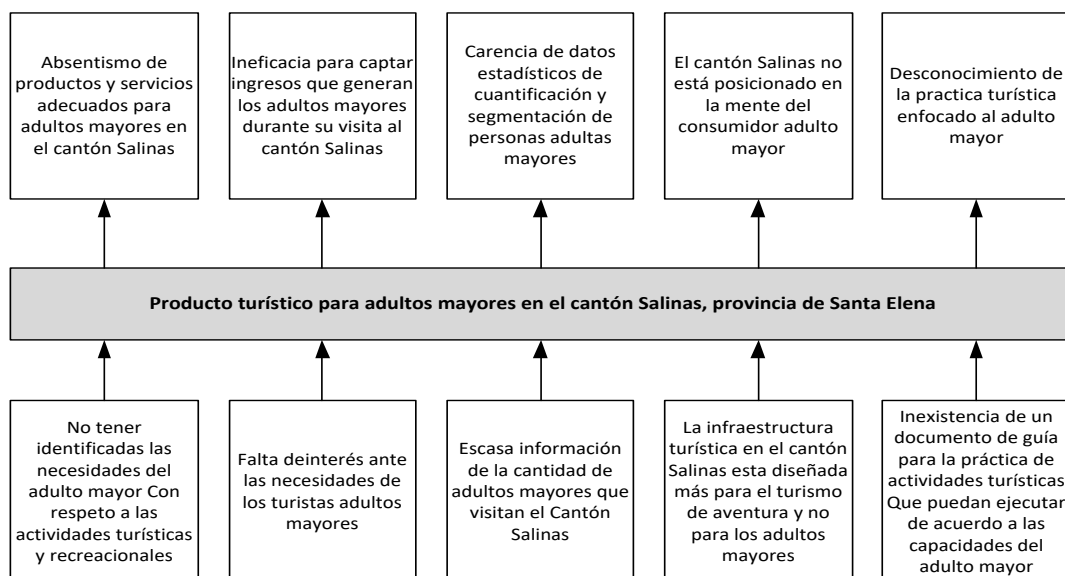 Absentismo de
productos y servicios
adecuados para
adultos mayores en
el cantón Salinas
Ineficacia para captar
ingresos que generan
los adultos mayores
durante su visita al
cantón Salinas
Carencia de datos
estadísticos de
cuantificación y
segmentación de
personas adultas
mayores
El cantón Salinas no
está posicionado en
la mente del
consumidor adulto
mayor
Desconocimiento de
la practica turística
enfocado al adulto
mayor
Producto turístico para adultos mayores en el cantón Salinas, provincia de Santa Elena
No tener
identificadas las
necesidades del
adulto mayor Con
respeto a las
actividades turísticas
y recreacionales
Falta deinterés ante
las necesidades de
los turistas adultos
mayores
Escasa información
de la cantidad de
adultos mayores que
visitan el Cantón
Salinas
La infraestructura
turística en el cantón
Salinas esta diseñada
más para el turismo
de aventura y no
para los adultos
mayores
Inexistencia de un
documento de guía
para la práctica de
actividades turísticas
Que puedan ejecutar
de acuerdo a las
capacidades del
adulto mayor